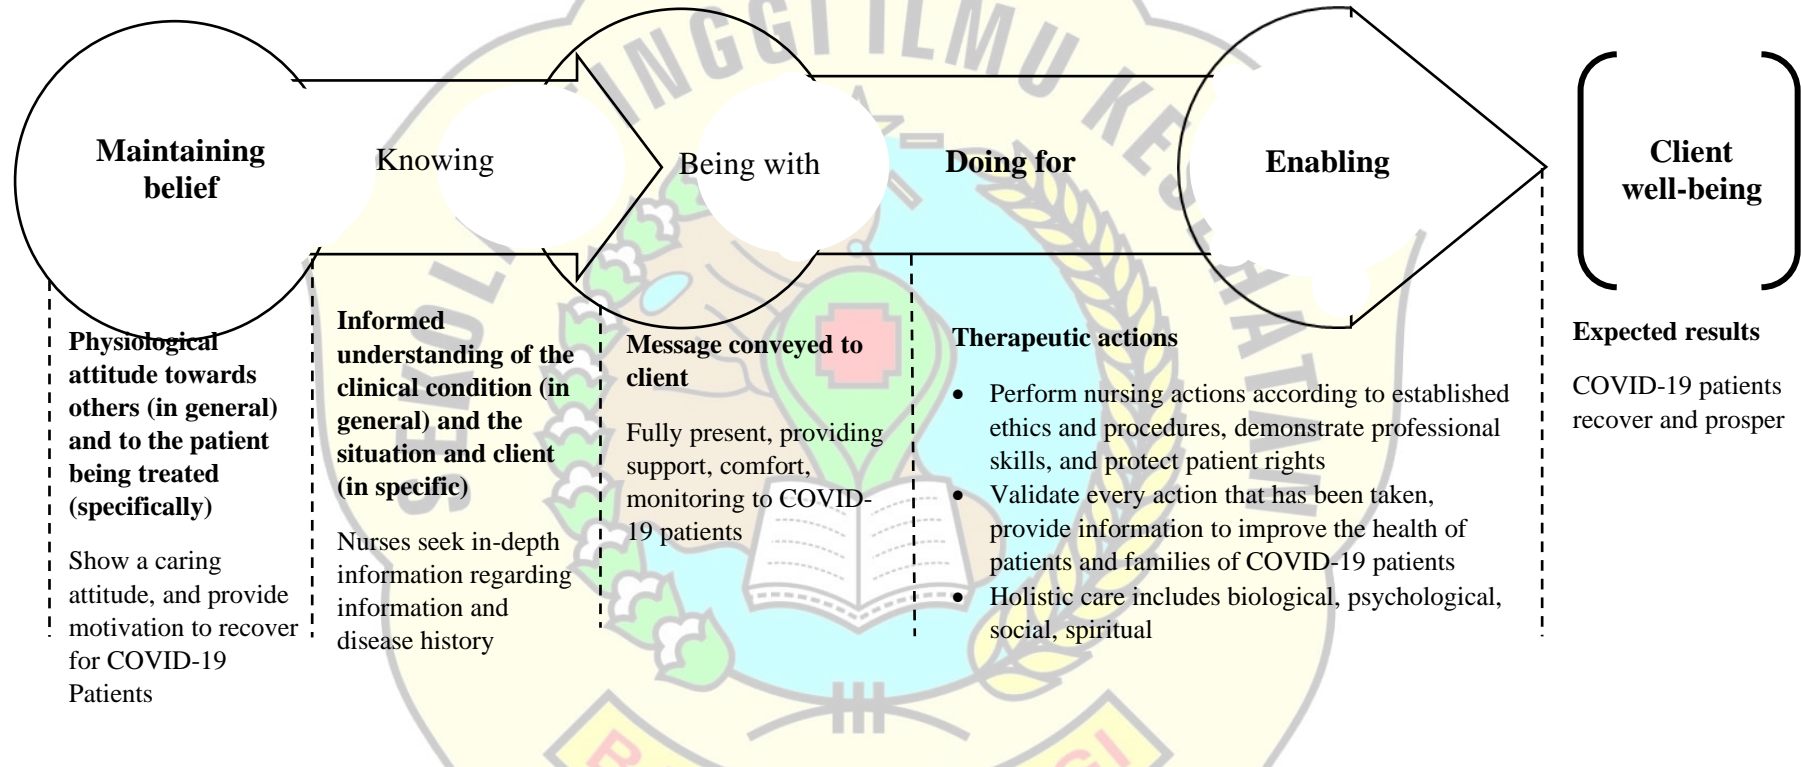 Maintaining
belief
Knowing
Being with
Doing for
Enabling
Client
well-being
Physiological
attitude towards
others (in general)
and to the patient
being treated
(specifically)
Show a caring
attitude, and provide
motivation to recover
for COVID-19
Patients
Informed
understanding of the
clinical condition (in
general) and the
situation and client
(in specific)
Nurses seek in-depth
information regarding
information and
disease history
Message conveyed to
client
Fully present, providing
support, comfort,
monitoring to COVID-
19 patients
Therapeutic actions
• Perform nursing actions according to established
ethics and procedures, demonstrate professional
skills, and protect patient rights
• Validate every action that has been taken,
provide information to improve the health of
patients and families of COVID-19 patients
• Holistic care includes biological, psychological,
social, spiritual
Expected results
COVID-19 patients
recover and prosper
ILMU